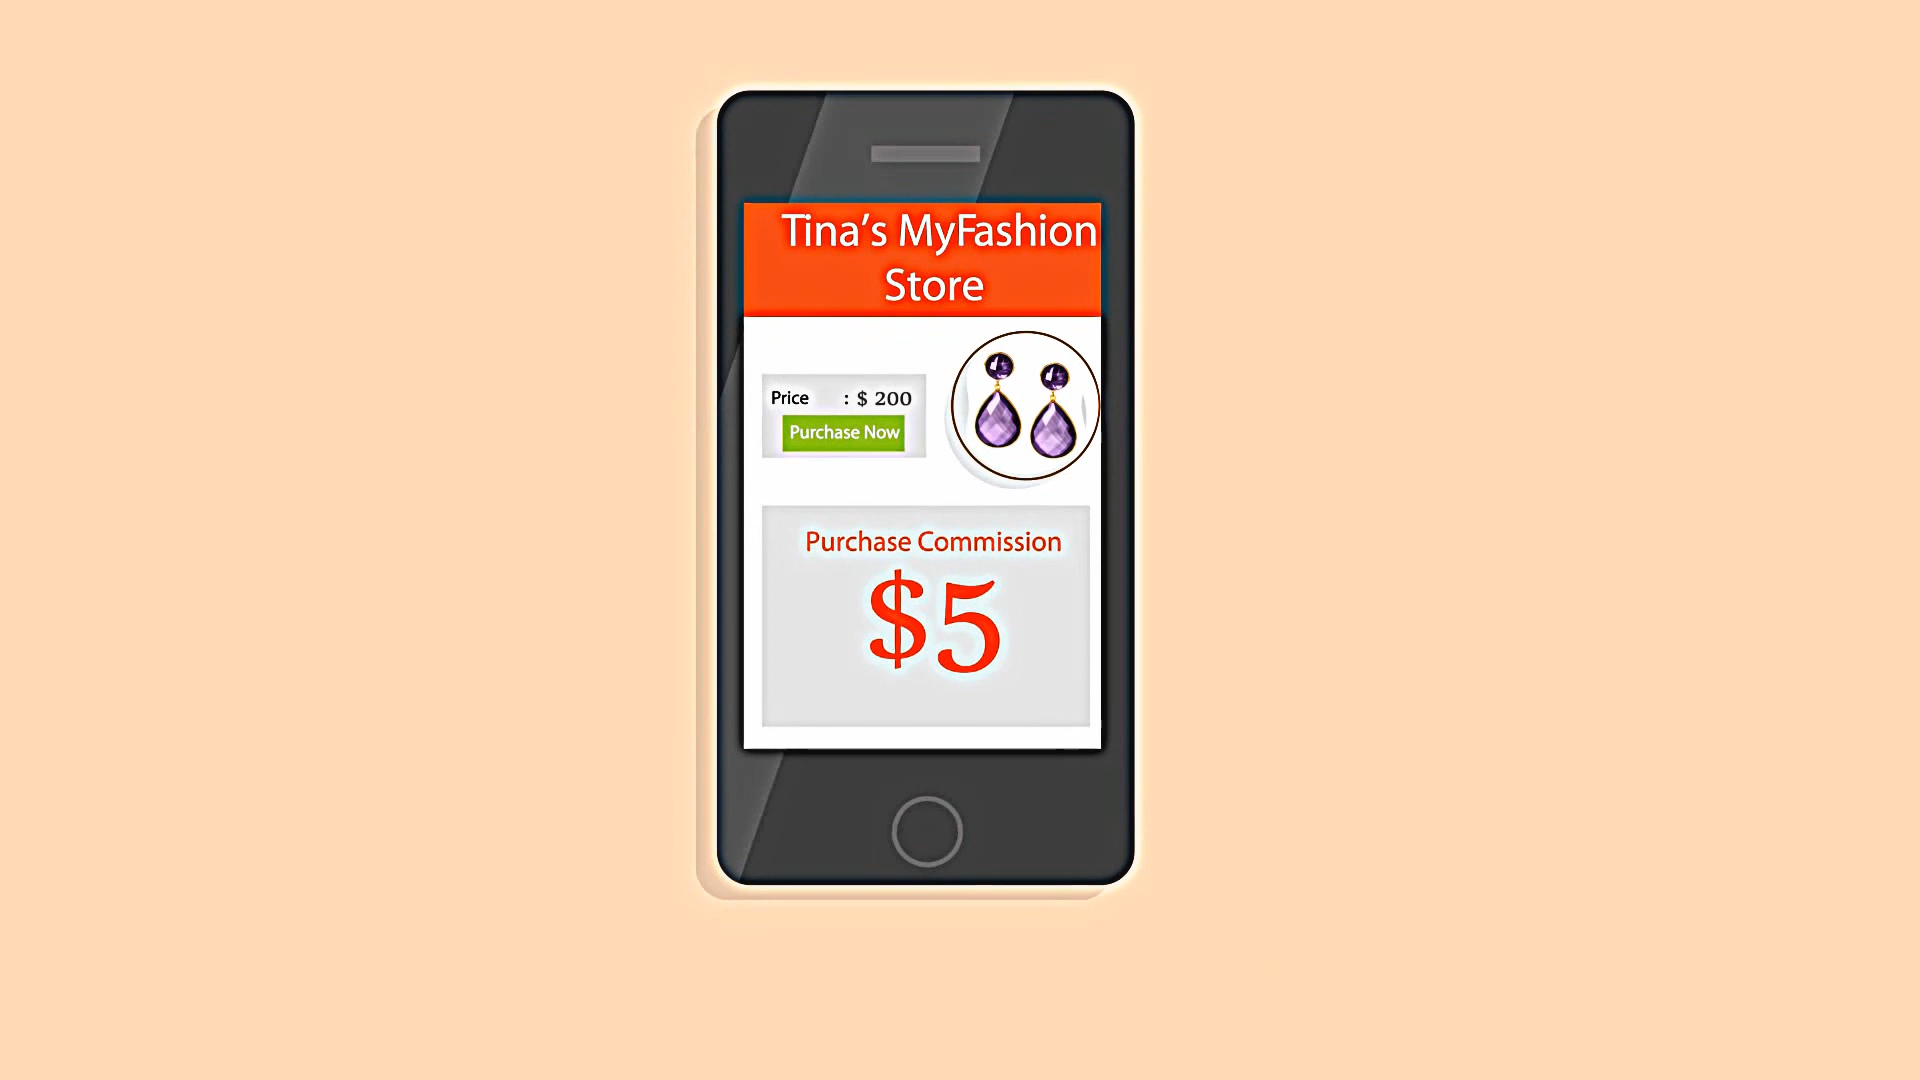 Tina’s MyFashion
Store
Price : $ 200
Purchase Now
Purchase Commission
$5